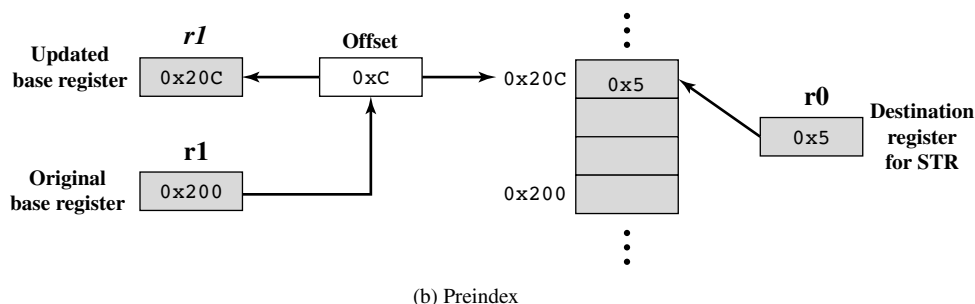 r1
Updated
base register
0x20C
Offset
0xC
0x20C
0x5
r0
0x5
Destination
register
for STR
r1
Original
base register
0x200
0x200
(b) Preindex